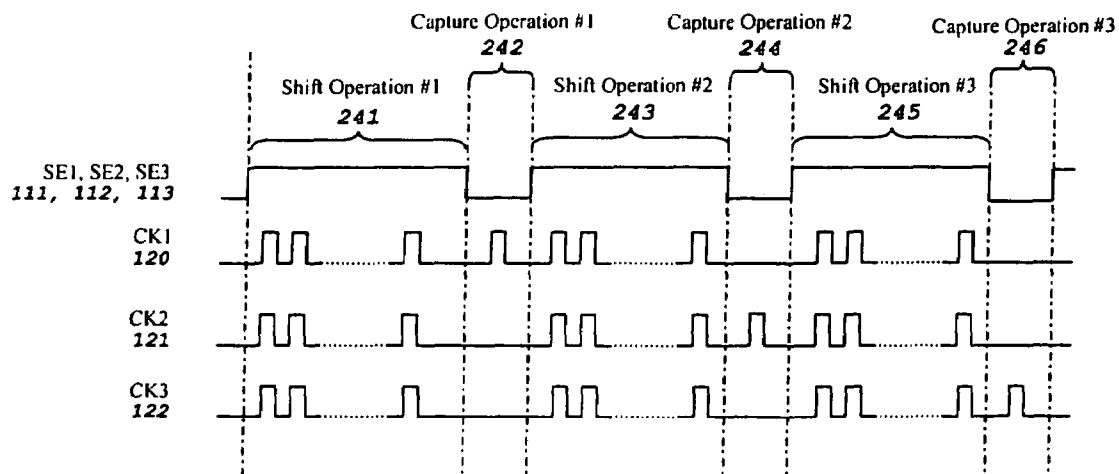 Capture Operation #1
242
Capture Operation #2
244
Capture Operation #3
246
Shift Operation #1
241
Shift Operation #2
243
Shift Operation #3
245
SE1, SE2, SE3
111, 112, 113
CK1
120
CK2
121
CK3
122